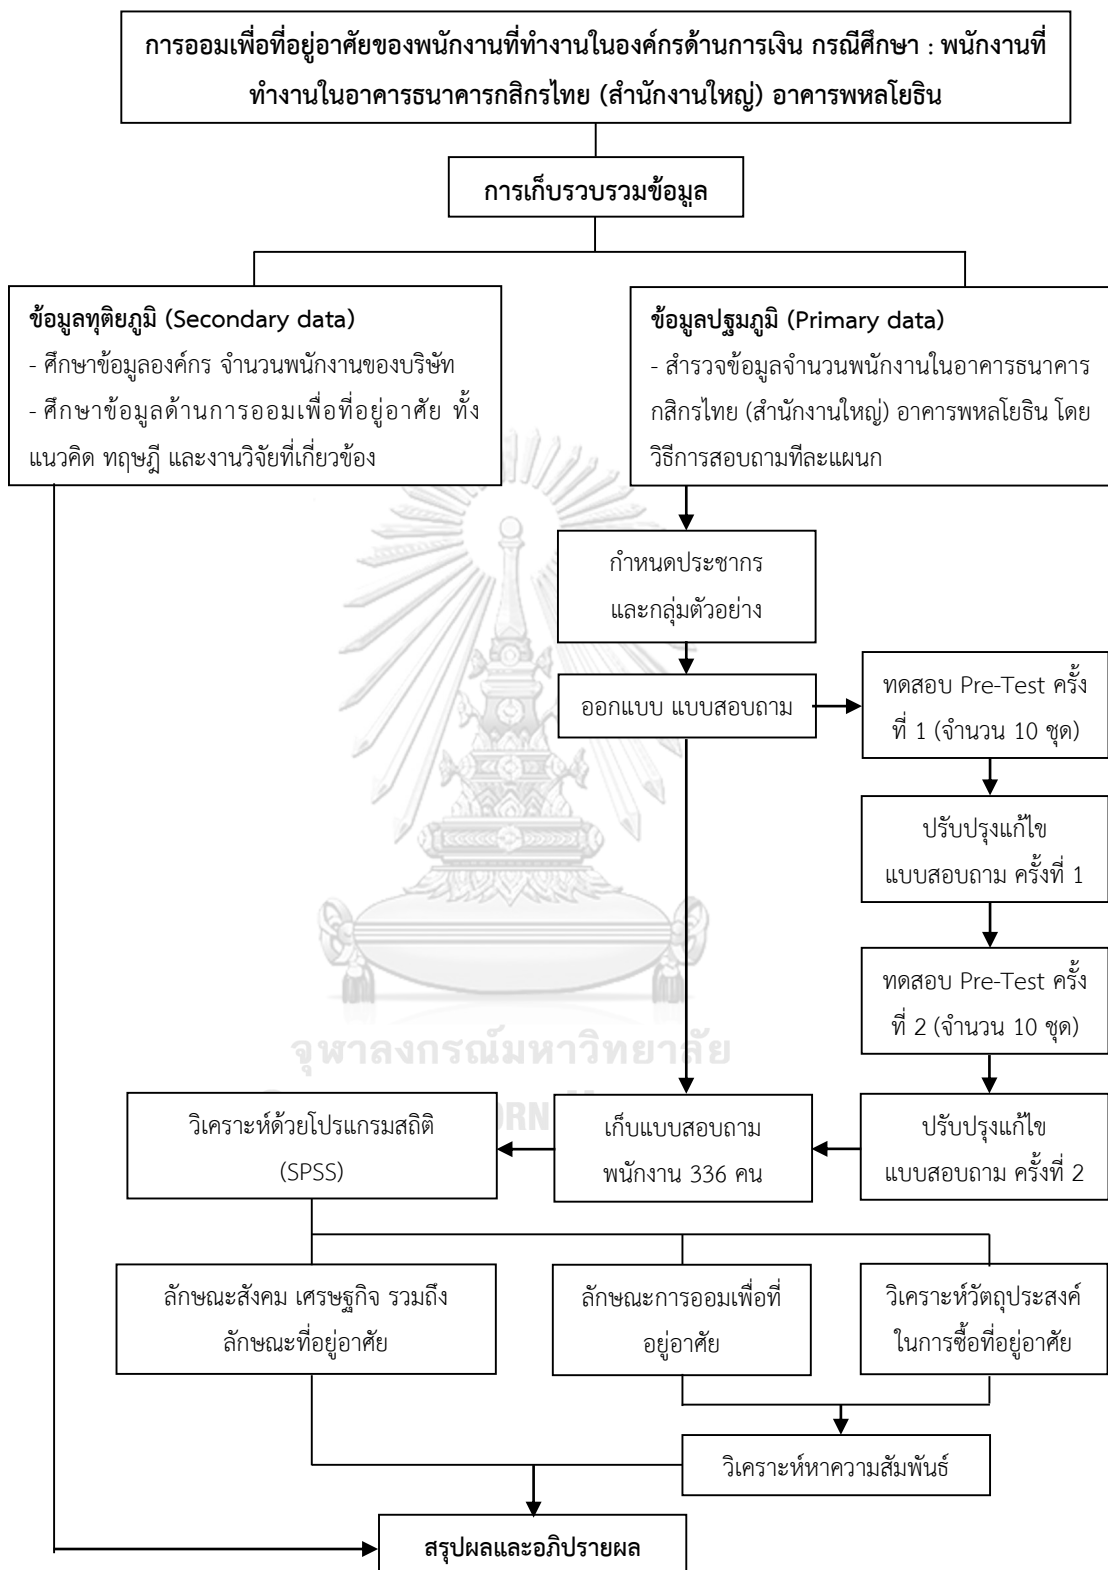 การออมเพื่อที่อยู่อาศัยของพนักงานที่ทำงานในองค์กรด้านการเงิน กรณีศึกษา : พนักงานที่
ทำงานในอาคารธนาคารกสิกรไทย (สำนักงานใหญ่) อาคารพหลโยธิน
การเก็บรวบรวมข้อมูล
ข้อมูลทุติยภูมิ (Secondary data)
- ศึกษาข้อมูลองค์กร จำนวนพนักงานของบริษัท
- ศึกษาข้อมูลด้านการออมเพื่อที่อยู่อาศัย ทั้ง
แนวคิด ทฤษฎี และงานวิจัยที่เกี่ยวข้อง
ข้อมูลปฐมภูมิ (Primary data)
- สำรวจข้อมูลจำนวนพนักงานในอาคารธนาคาร
กสิกรไทย (สำนักงานใหญ่) อาคารพหลโยธิน โดย
วิธีการสอบถามทีละแผนก
กำหนดประชากร
และกลุ่มตัวอย่าง
ออกแบบ แบบสอบถาม
ทดสอบ Pre-Test ครั้ง
ที่ 1 (จำนวน 10 ชุด)
ปรับปรุงแก้ไข
แบบสอบถาม ครั้งที่ 1
ทดสอบ Pre-Test ครั้ง
ที่ 2 (จำนวน 10 ชุด)
จุฬาลงกรณ์มหาวิทยาลัย
ปรับปรุงแก้ไข
แบบสอบถาม ครั้งที่ 2
เก็บแบบสอบถาม
พนักงาน 336 คน
วิเคราะห์ด้วยโปรแกรมสถิติ
(SPSS)
ลักษณะสังคม เศรษฐกิจ รวมถึง
ลักษณะที่อยู่อาศัย
ลักษณะการออมเพื่อที่
อยู่อาศัย
วิเคราะห์วัตถุประสงค์
ในการซื้อที่อยู่อาศัย
วิเคราะห์หาความสัมพันธ์
สรุปผลและอภิปรายผล